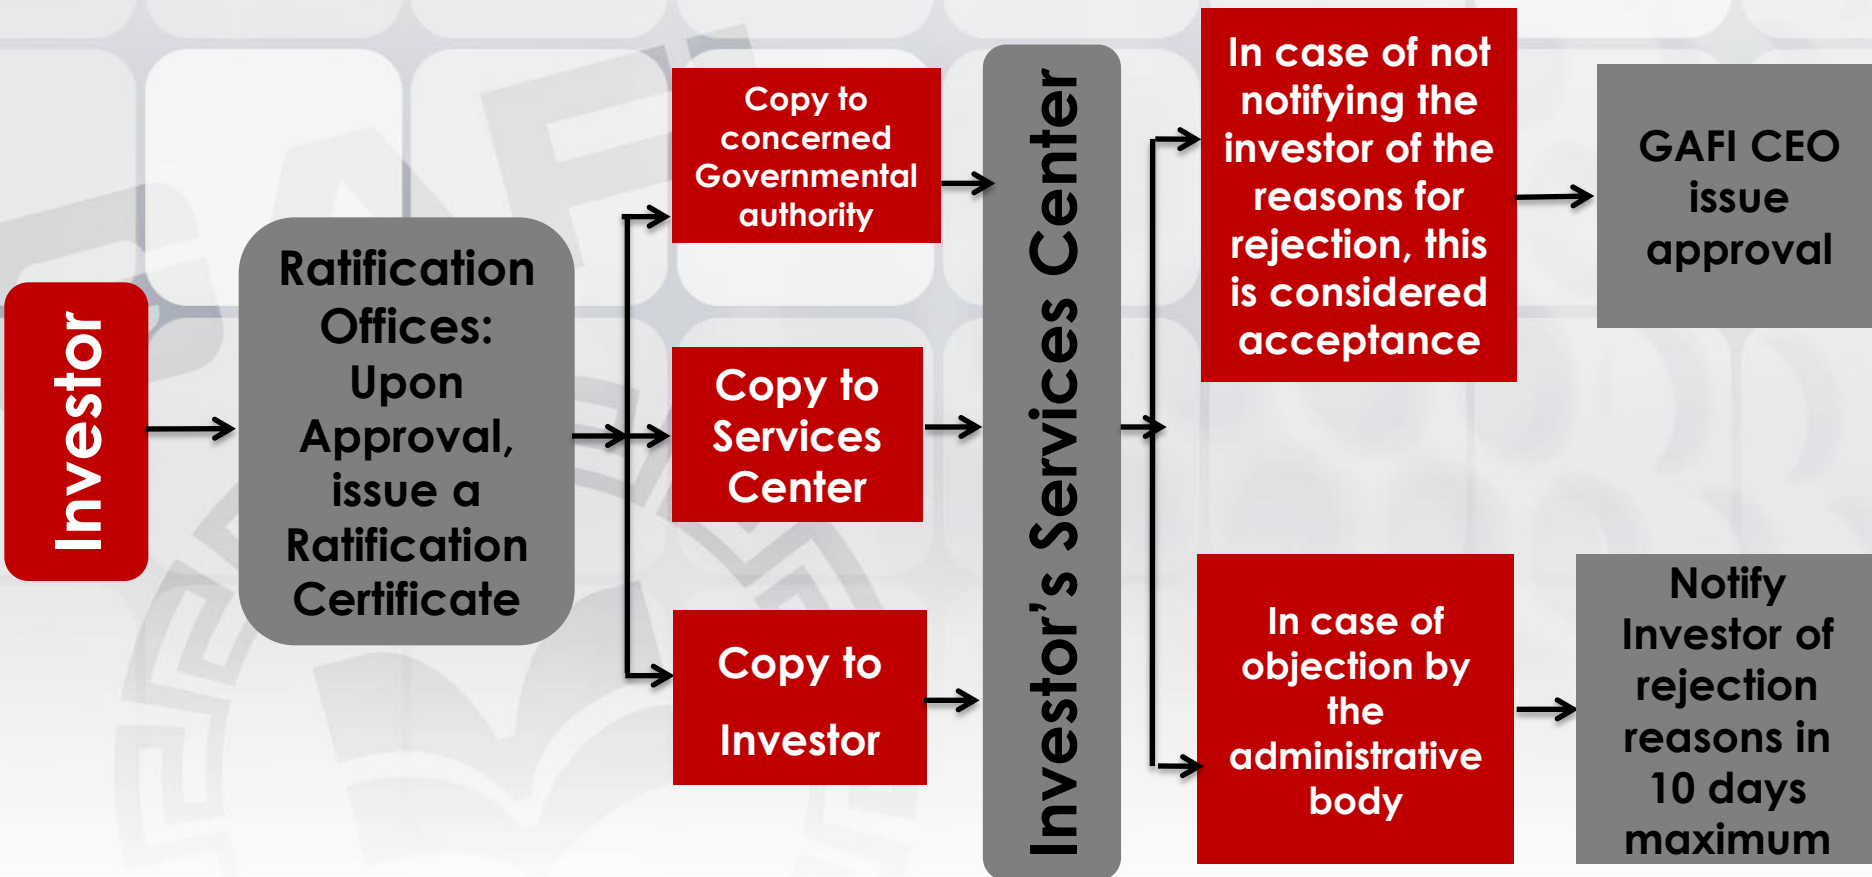 Investor
Ratification
Offices:
Upon
Approval,
issue a
Ratification
Certificate
Copy to
concerned
Governmental
authority
Copy to
Services
Center
Copy to
Investor
Investor's Services Center
In case of not
notifying the
investor of the
reasons for
rejection, this
is considered
acceptance
GAFI CEO
issue
approval
In case of
objection by
the
administrative
body
Notify
Investor of
rejection
reasons in
10 days
maximum
GAFI